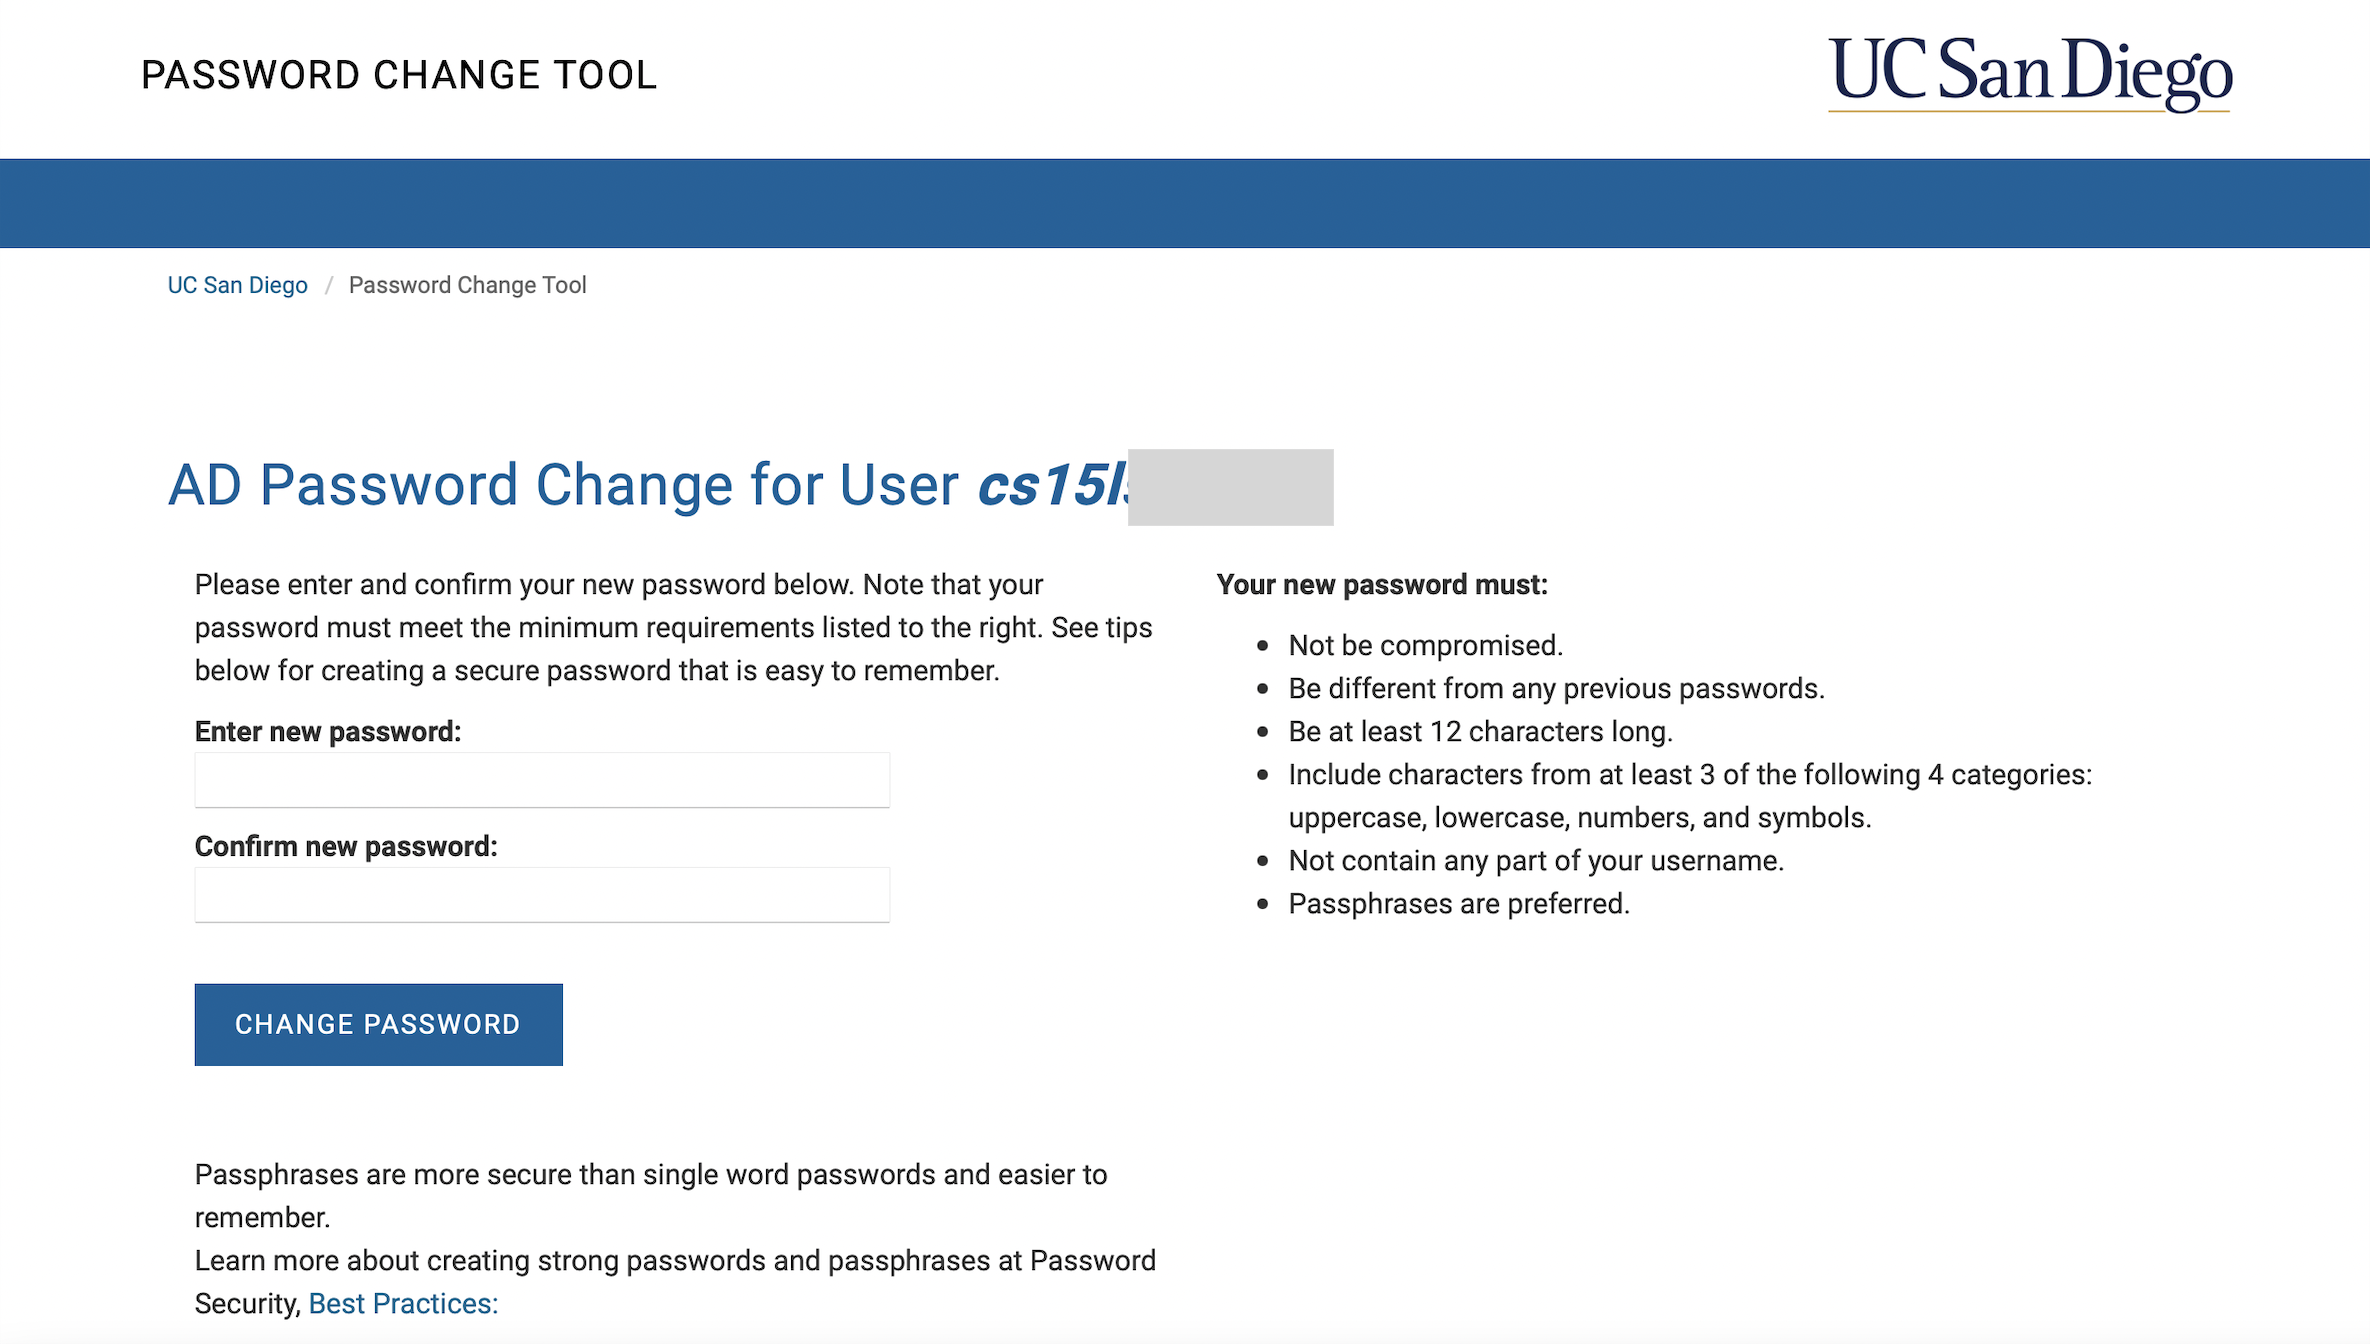 PASSWORD CHANGE TOOL
UC San Diego
UC San Diego / Password Change Tool
AD Password Change for User cs15l
Please enter and confirm your new password below. Note that your
password must meet the minimum requirements listed to the right. See tips
below for creating a secure password that is easy to remember.
Enter new password:
Confirm new password:
CHANGE PASSWORD
Your new password must:
• Not be compromised.
• Be different from any previous passwords.
• Be at least 12 characters long.
• Include characters from at least 3 of the following 4 categories:
uppercase, lowercase, numbers, and symbols.
• Not contain any part of your username.
• Passphrases are preferred.
Passphrases are more secure than single word passwords and easier to
remember.
Learn more about creating strong passwords and passphrases at Password
Security, Best Practices: